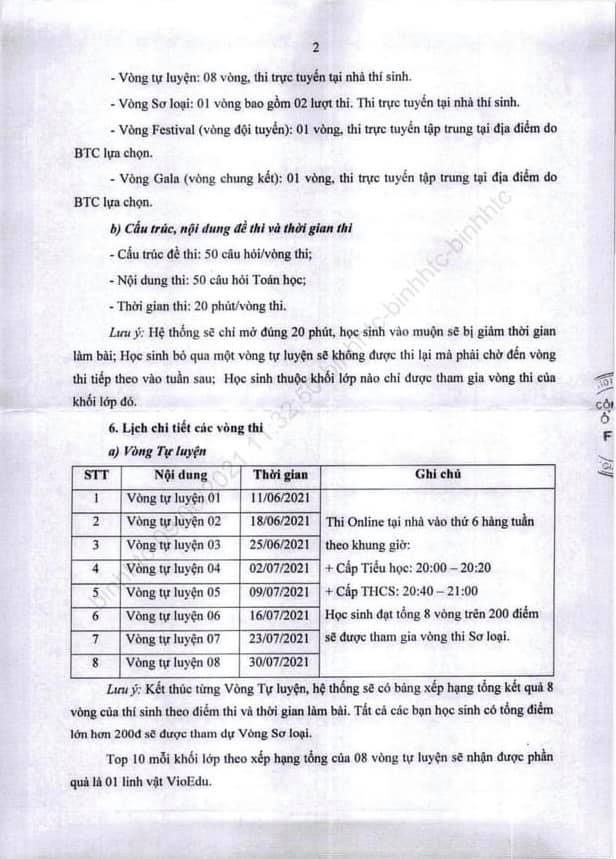 2
- Vòng tự luyện: 08 vòng, thi trực tuyến tại nhà thí sinh.
- Vòng Sơ loại: 01 vòng bao gồm 02 lượt thi. Thi trực tuyến tại nhà thí sinh.
- Vòng Festival (vòng đội tuyển): 01 vòng, thi trực tuyến tập trung tại địa điểm do
BTC lựa chọn.
- Vòng Gala (vòng chung kết): 01 vòng, thi trực tuyến tập trung tại địa điểm do
BTC lựa chọn.
b) Cấu trúc, nội dung đề thi và thời gian thi
- Cấu trúc đề thi: 50 câu hỏi/vòng thi;
- Nội dung thi: 50 câu hỏi Toán học;
- Thời gian thi: 20 phút/vòng thi.
Lưu ý: Hệ thống sẽ chỉ mở đúng 20 phút, học sinh vào muộn sẽ bị giảm thời gian
làm bài; Học sinh bỏ qua một vòng tự luyện sẽ không được thi lại mà phải chờ đến vòng
thi tiếp theo vào tuần sau; Học sinh thuộc khối lớp nào chỉ được tham gia vòng thi của
khối lớp đó.
6. Lịch chi tiết các vòng thi
a) Vòng Tự luyện
STT Nội dung Thời gian Ghi chú
1 Vòng tự luyện 01 11/06/2021
2 Vòng tự luyện 02 18/06/2021
3 Vòng tự luyện 03 25/06/2021
4 Vòng tự luyện 04 02/07/2021
5 Vòng tự luyện 05 09/07/2021
6 Vòng tự luyện 06 16/07/2021
7 Vòng tự luyện 07 23/07/2021
8 Vòng tự luyện 08 30/07/2021
Thi Online tại nhà vào thứ 6 hàng tuần
theo khung giờ:
+ Cấp Tiểu học: 20:00 – 20:20
+ Cấp THCS: 20:40 – 21:00
Học sinh đạt tổng 8 vòng trên 200 điểm
sẽ được tham gia vòng thi Sơ loại.
Lưu ý: Kết thúc từng Vòng Tự luyện, hệ thống sẽ có bảng xếp hạng tổng kết quả 8
vòng của thí sinh theo điểm thi và thời gian làm bài. Tất cả các bạn học sinh có tổng điểm
lớn hơn 200đ sẽ được tham dự Vòng Sơ loại.
Top 10 mỗi khối lớp theo xếp hạng tổng của 08 vòng tự luyện sẽ nhận được phần
quà là 01 linh vật VioEdu.